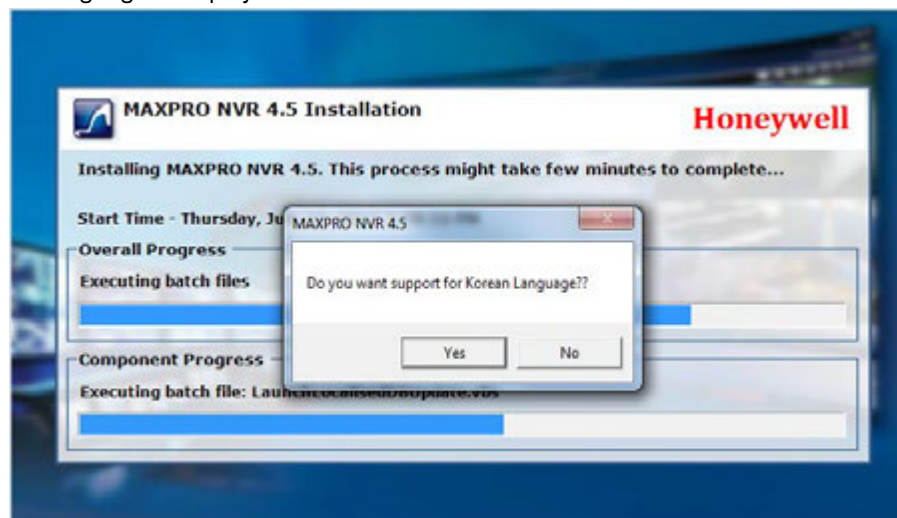 MAXPRO NVR 4.5 Installation
Honeywell
Installing MAXPRO NVR 4.5. This process might take few minutes to complete...
Start Time - Thursday,
Overall Progress
Executing batch files
MAXPRO NVR 4.5
Do you want support for Korean Language??
Yes
No
Component Progress
Executing batch file: LaunchLocalisedDBUpdate.vbs